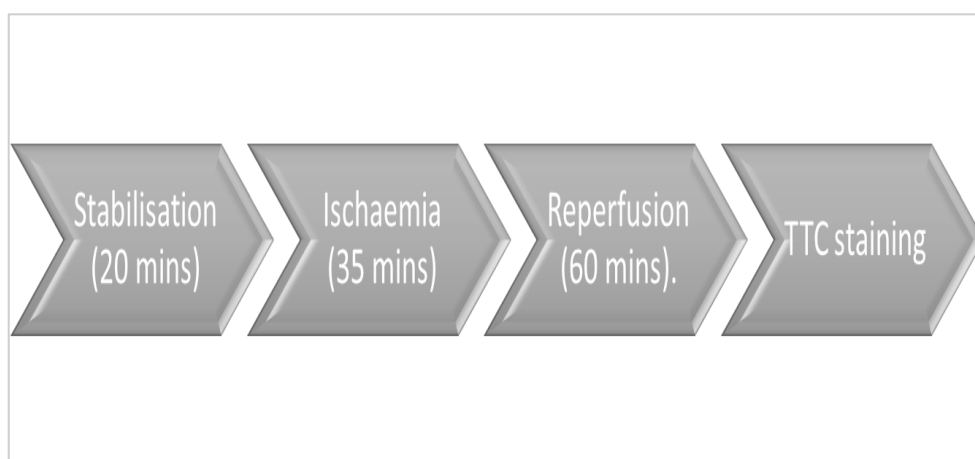 Stabilisation
(20 mins)
Ischaemia
(35 mins)
Reperfusion
(60 mins).
TTC staining